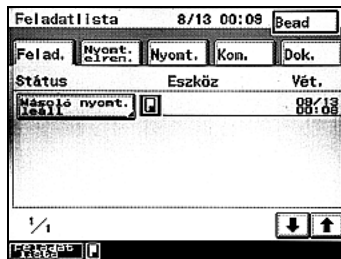 Feladatlista 8/13 00:09 Bead
Felad. Nyomt. elren. Nyomt. Kom. Dok.
Státus Eszköz Vét.
Másoló nyomt. leáll 08/13 00:08
1/1
Feladat lista